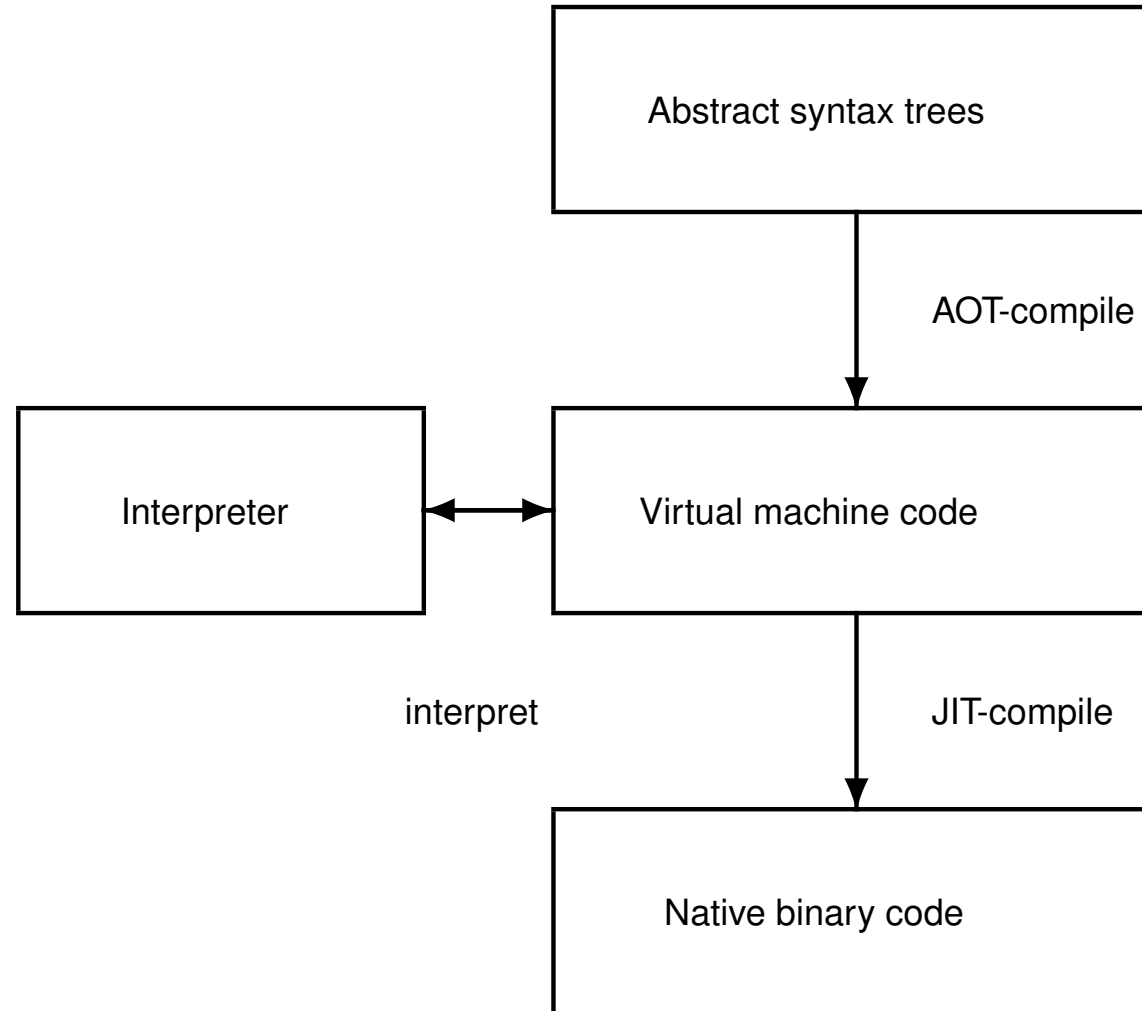 Abstract syntax trees
AOT-compile
Interpreter
Virtual machine code
interpret
JIT-compile
Native binary code